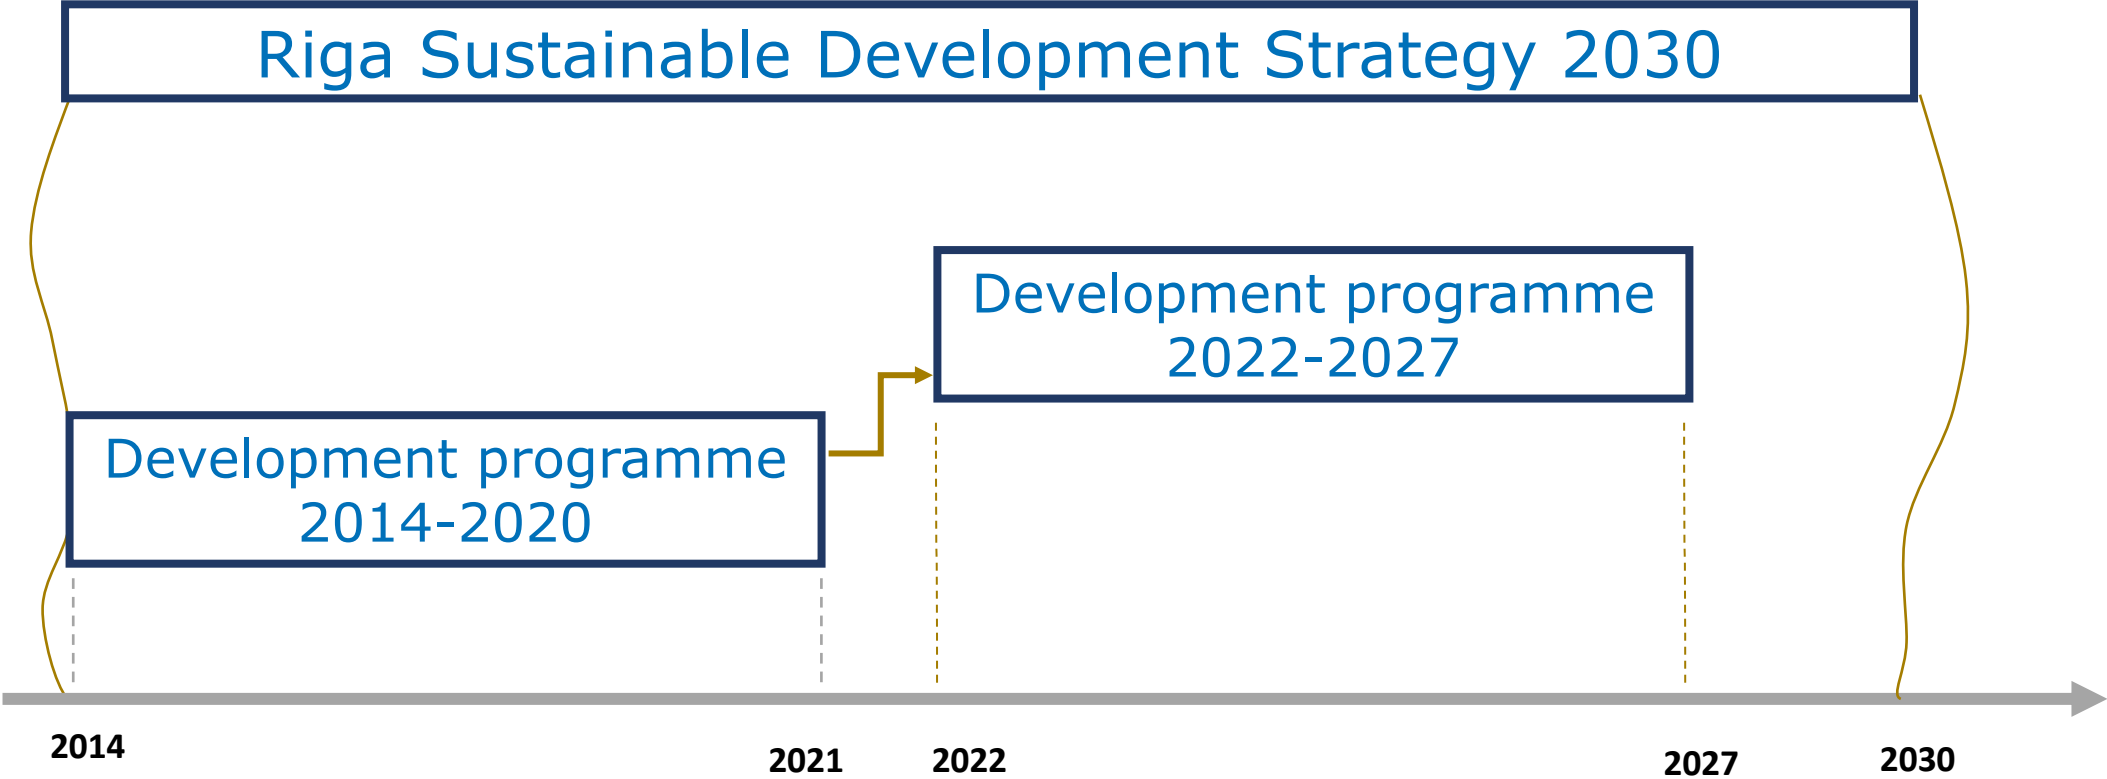 Riga Sustainable Development Strategy 2030
Development programme
2022-2027
Development programme
2014-2020
2014
2021
2022
2027
2030